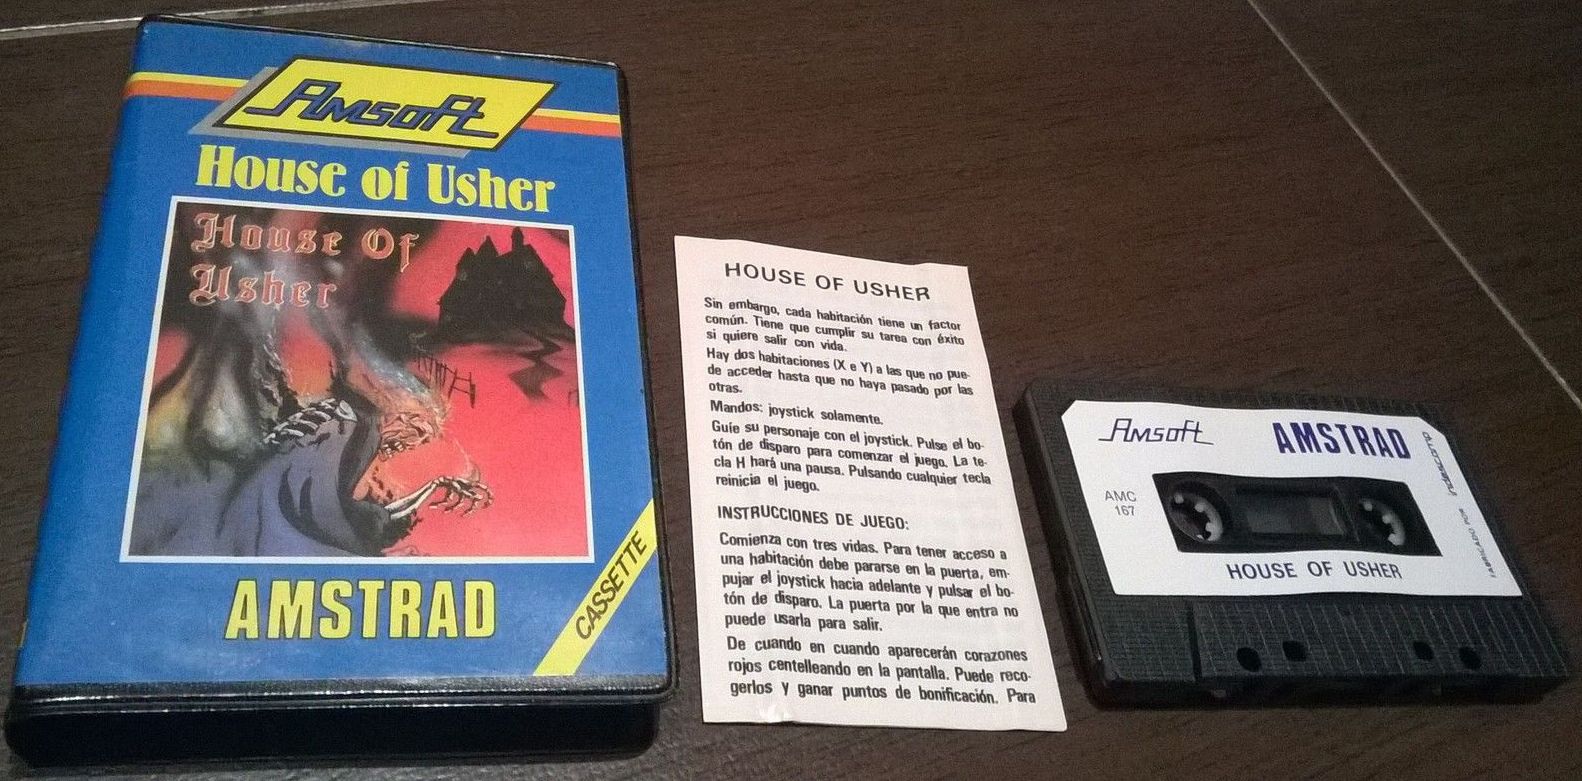 Amsoft
House of Usher
House Of
Usher
AMSTRAD
CASSETTE
HOUSE OF USHER
Sin embargo, cada habitación tiene un factor
común. Tiene que cumplir su tarea con éxito
si quiere salir con vida.
Hay dos habitaciones (X e Y) a las que no pue-
de acceder hasta que no haya pasado por las
otras.
Mandos: joystick solamente.
Guíe su personaje con el joystick. Pulse el bo-
tón de disparo para comenzar el juego. La te-
cla H hará una pausa. Pulsando cualquier tecla
reinicia el juego.
INSTRUCCIONES DE JUEGO:
Comienza con tres vidas. Para tener acceso a
una habitación debe pararse en la puerta, em-
pujar el joystick hacia adelante y pulsar el bo-
tón de disparo. La puerta por la que entra no
puede usarla para salir.
De cuando en cuando aparecerán corazones
rojos centelleando en la pantalla. Puede reco-
gerlos y ganar puntos de bonificación. Para
Amsoft
AMSTRAD
AMC
167
HOUSE OF USHER
FABRICADO POR indescomp